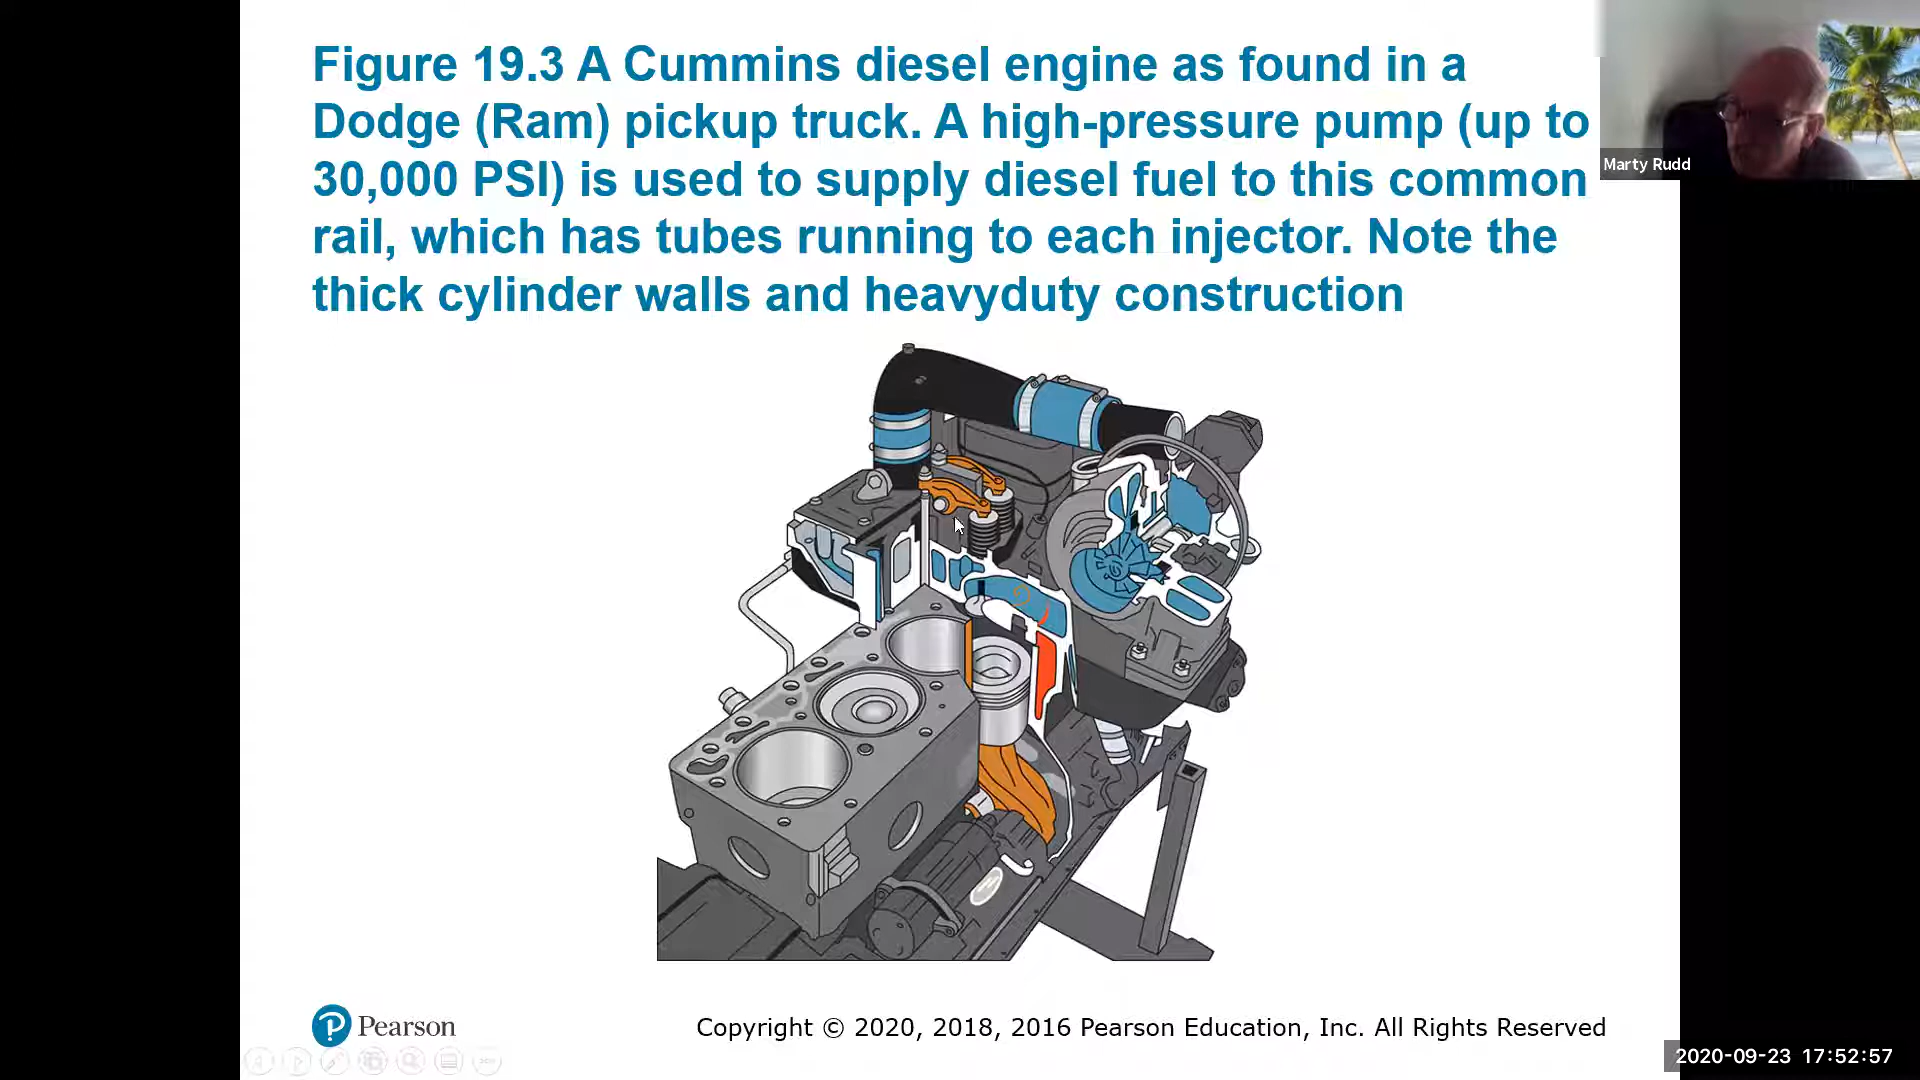 Figure 19.3 A Cummins diesel engine as found in a
Dodge (Ram) pickup truck. A high-pressure pump (up to
30,000 PSI) is used to supply diesel fuel to this common
rail, which has tubes running to each injector. Note the
thick cylinder walls and heavyduty construction
Marty Rudd
Pearson
Copyright © 2020, 2018, 2016 Pearson Education, Inc. All Rights Reserved
2020-09-23 17:52:57